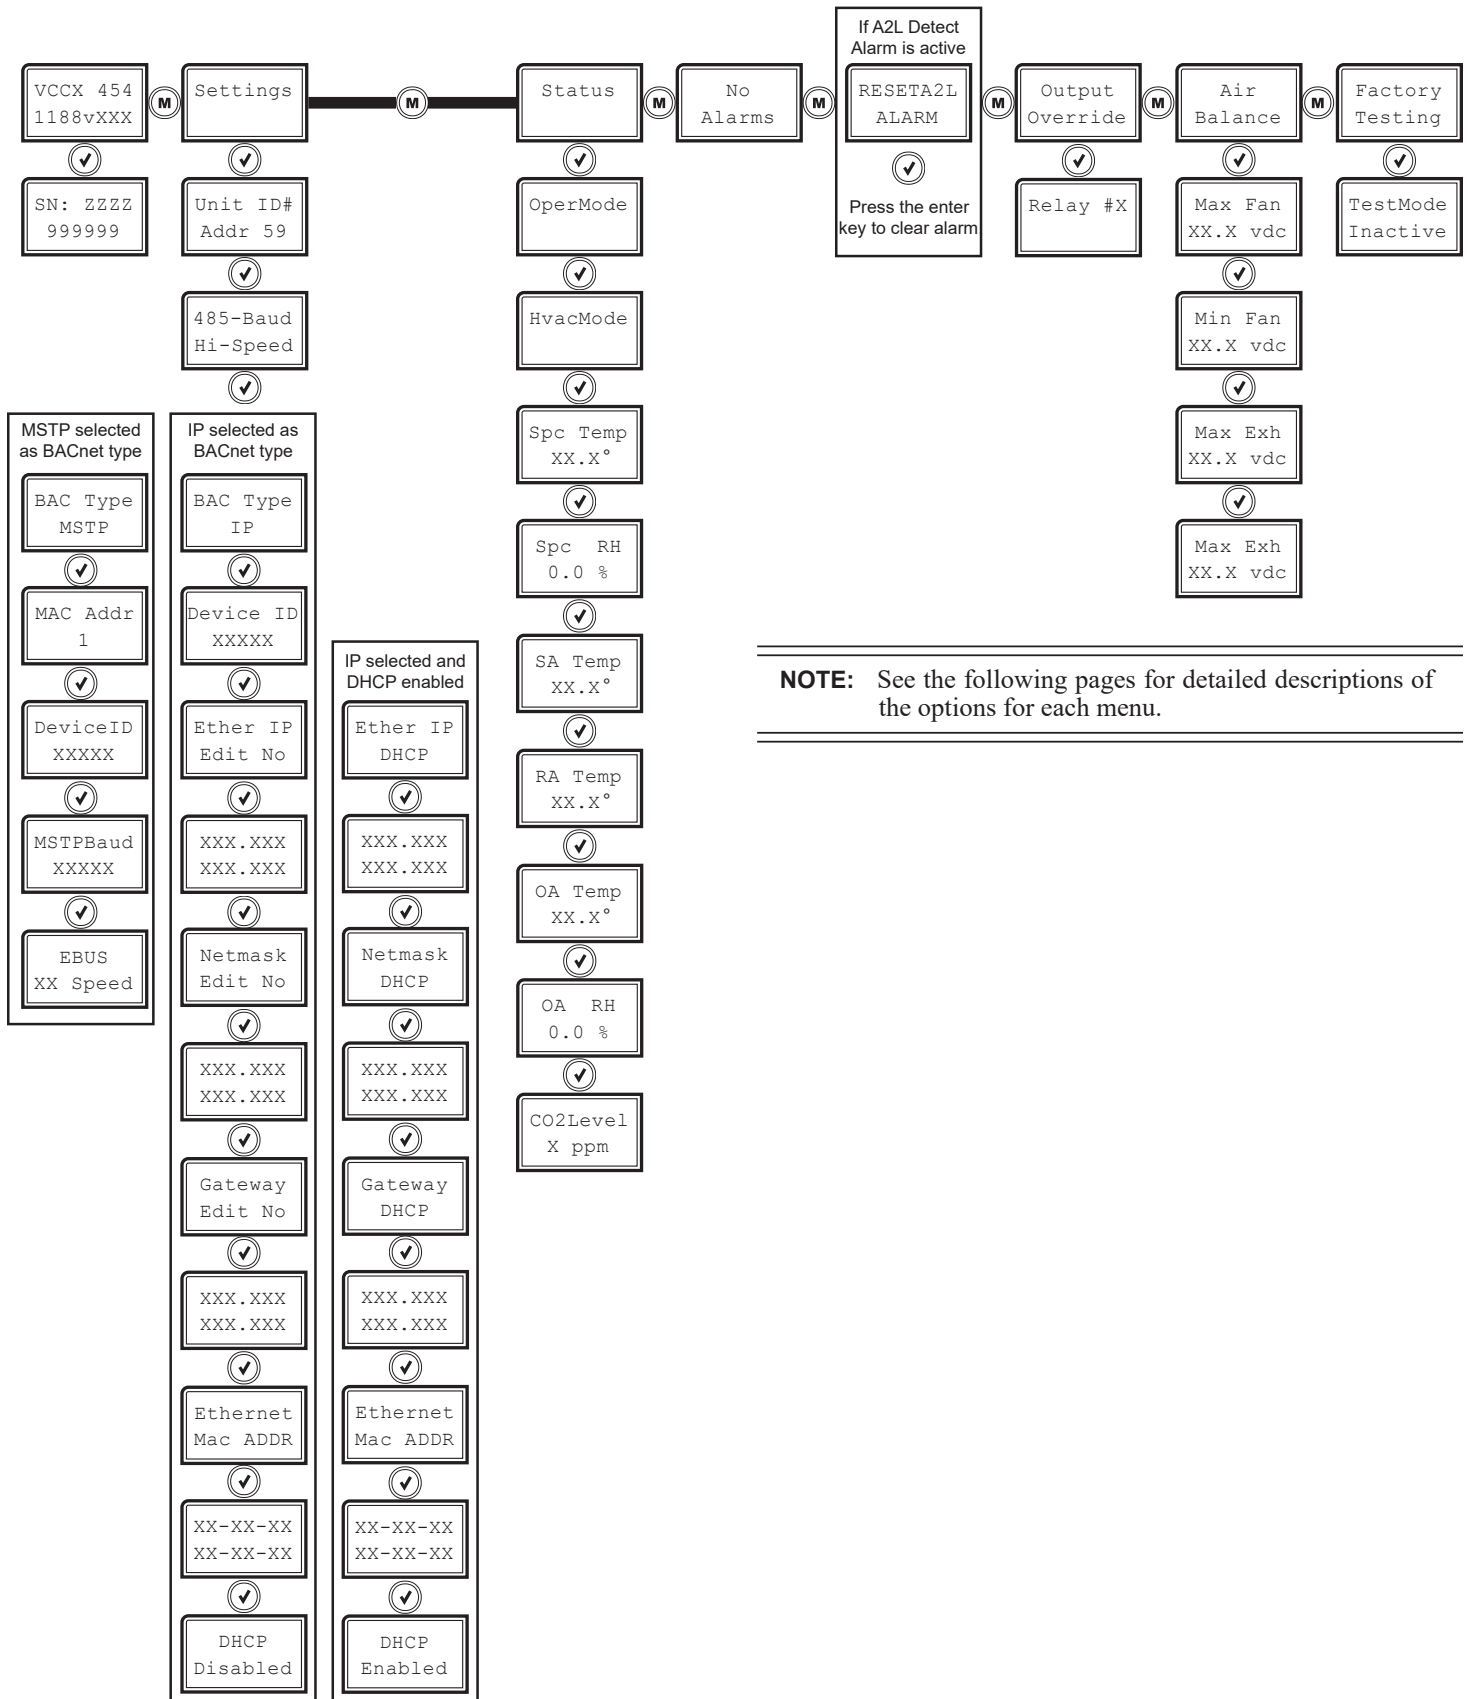 If A2L Detect
Alarm is active
VCCX 454
1188vXXX
M
Settings
M
Status
M
No
Alarms
M
RESETA2L
ALARM
M
Output
Override
M
Air
Balance
M
Factory
Testing
SN: ZZZZ
999999
Unit ID#
Addr 59
485-Baud
Hi-Speed
MSTP selected
as BACnet type
BAC Type
MSTP
MAC Addr
1
DeviceID
XXXXX
MSTPBaud
XXXXX
EBUS
XX Speed
IP selected as
BACnet type
BAC Type
IP
Device ID
XXXXX
Ether IP
Edit No
XXX.XXX
XXX.XXX
Netmask
Edit No
XXX.XXX
XXX.XXX
Gateway
Edit No
XXX.XXX
XXX.XXX
Ethernet
Mac ADDR
XX-XX-XX
XX-XX-XX
DHCP
Disabled
IP selected and
DHCP enabled
Ether IP
DHCP
XXX.XXX
XXX.XXX
Netmask
DHCP
XXX.XXX
XXX.XXX
Gateway
DHCP
XXX.XXX
XXX.XXX
Ethernet
Mac ADDR
XX-XX-XX
XX-XX-XX
DHCP
Enabled
OperMode
HvacMode
Spc Temp
XX.X°
Spc RH
0.0 %
SA Temp
XX.X°
RA Temp
XX.X°
OA Temp
XX.X°
OA RH
0.0 %
CO2Level
X ppm
Press the enter
key to clear alarm
Relay #X
Max Fan
XX.X vdc
Min Fan
XX.X vdc
Max Exh
XX.X vdc
Max Exh
XX.X vdc
TestMode
Inactive
NOTE: See the following pages for detailed descriptions of
the options for each menu.